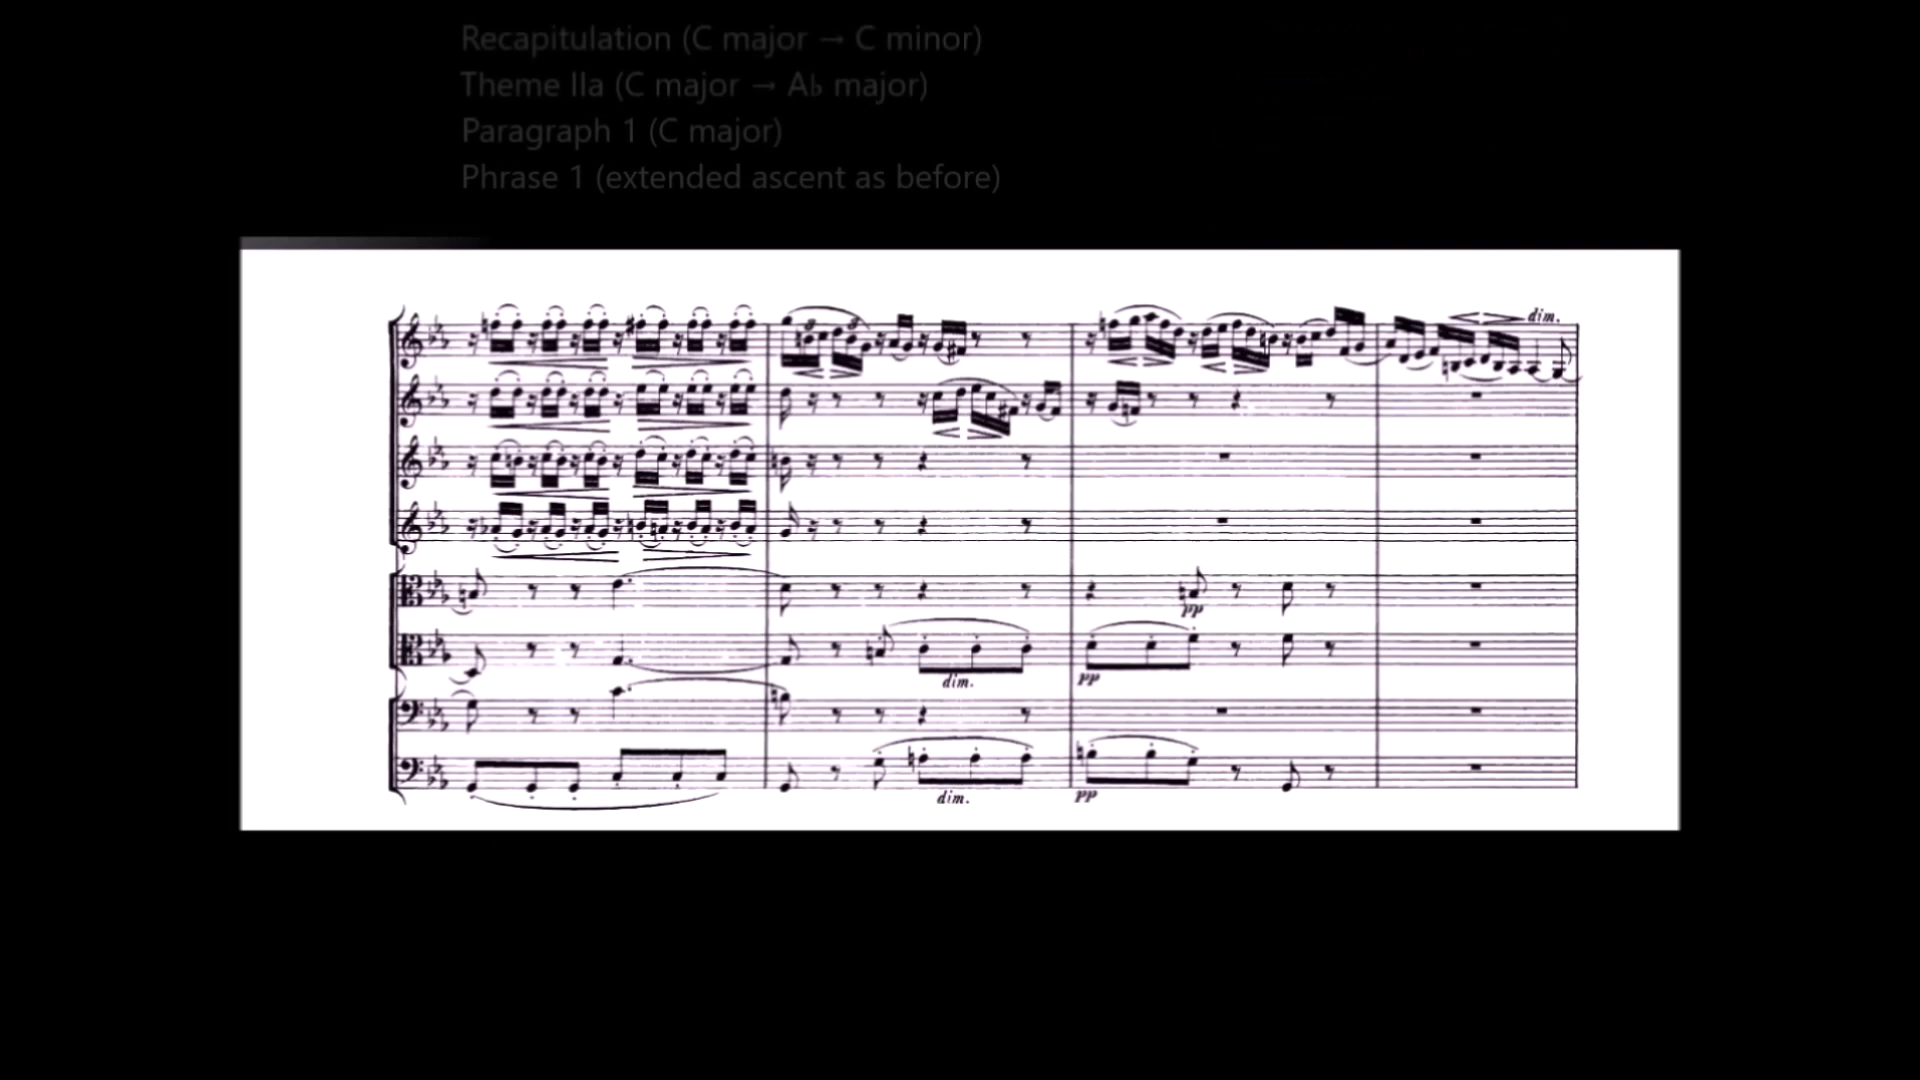 Recapitulation (C major → C minor)
Theme IIa (C major → A♭ major)
Paragraph 1 (C major)
Phrase 1 (extended ascent as before)
dim.
pp
dim.
pp
dim.
pp